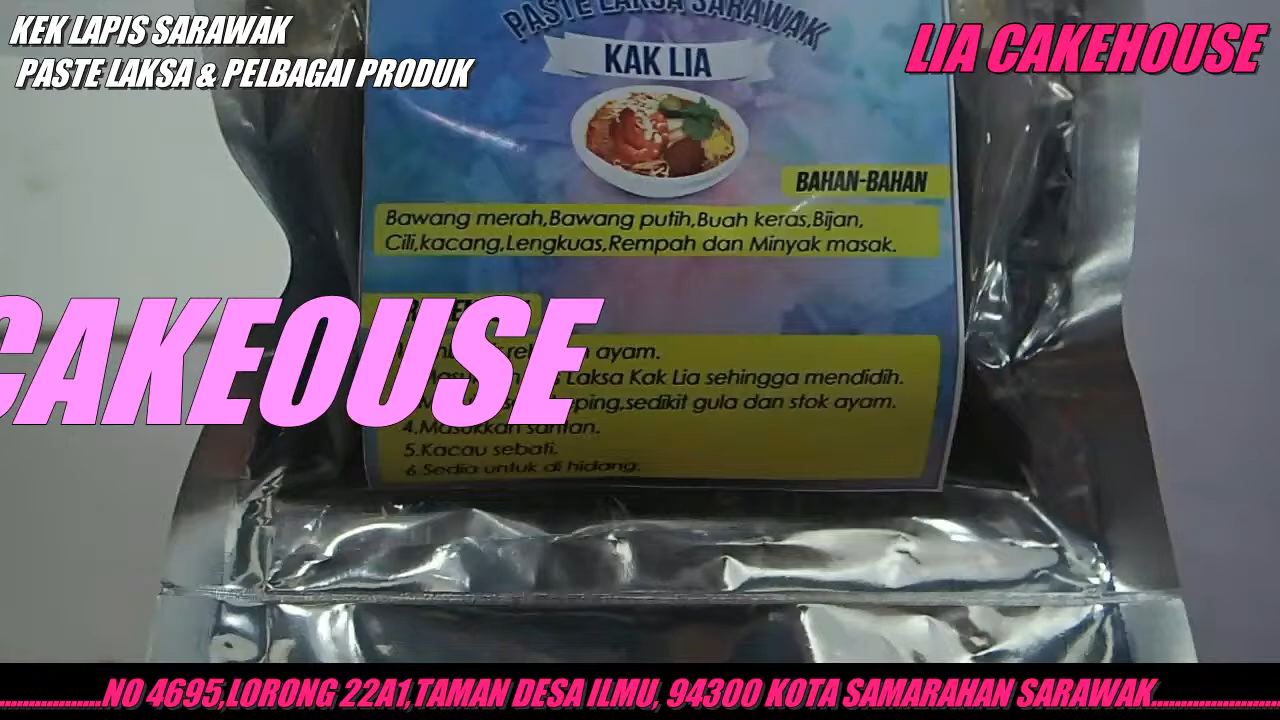 KEK LAPIS SARAWAK
PASTE LAKSA & PELBAGAI PRODUK
LIA CAKEHOUSE
PASTE LAKSA SARAWAK
KAK LIA
BAHAN-BAHAN
Bawang merah,Bawang putih,Buah keras,Bijan,
Cili,kacang,Lengkuas,Rempah dan Minyak masak.
CAKEOUSE
ayam.
Laksa Kak Lia sehingga mendidih.
sedikit gula dan stok ayam.
4.Masukkan santan.
5.Kacau sebati.
6.Sedia untuk di hidang.
..................NO 4695,LORONG 22A1,TAMAN DESA ILMU, 94300 KOTA SAMARAHAN SARAWAK......................